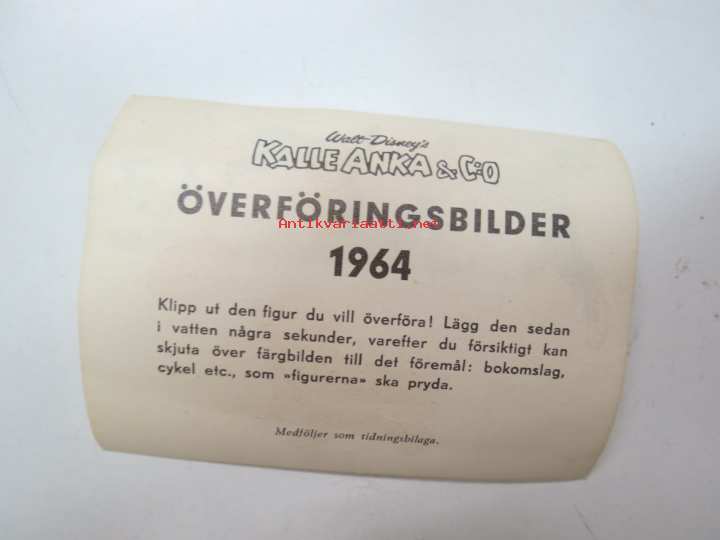 Walt Disney's
KALLE ANKA & C:O
ÖVERFÖRINGSBILDER
Antikvariaatti.net
1964
Klipp ut den figur du vill överföra! Lägg den sedan
i vatten några sekunder, varefter du försiktigt kan
skjuta över färgbilden till det föremål: bokomslag,
cykel etc., som »figurerna» ska pryda.
Medföljer som tidningsbilaga.